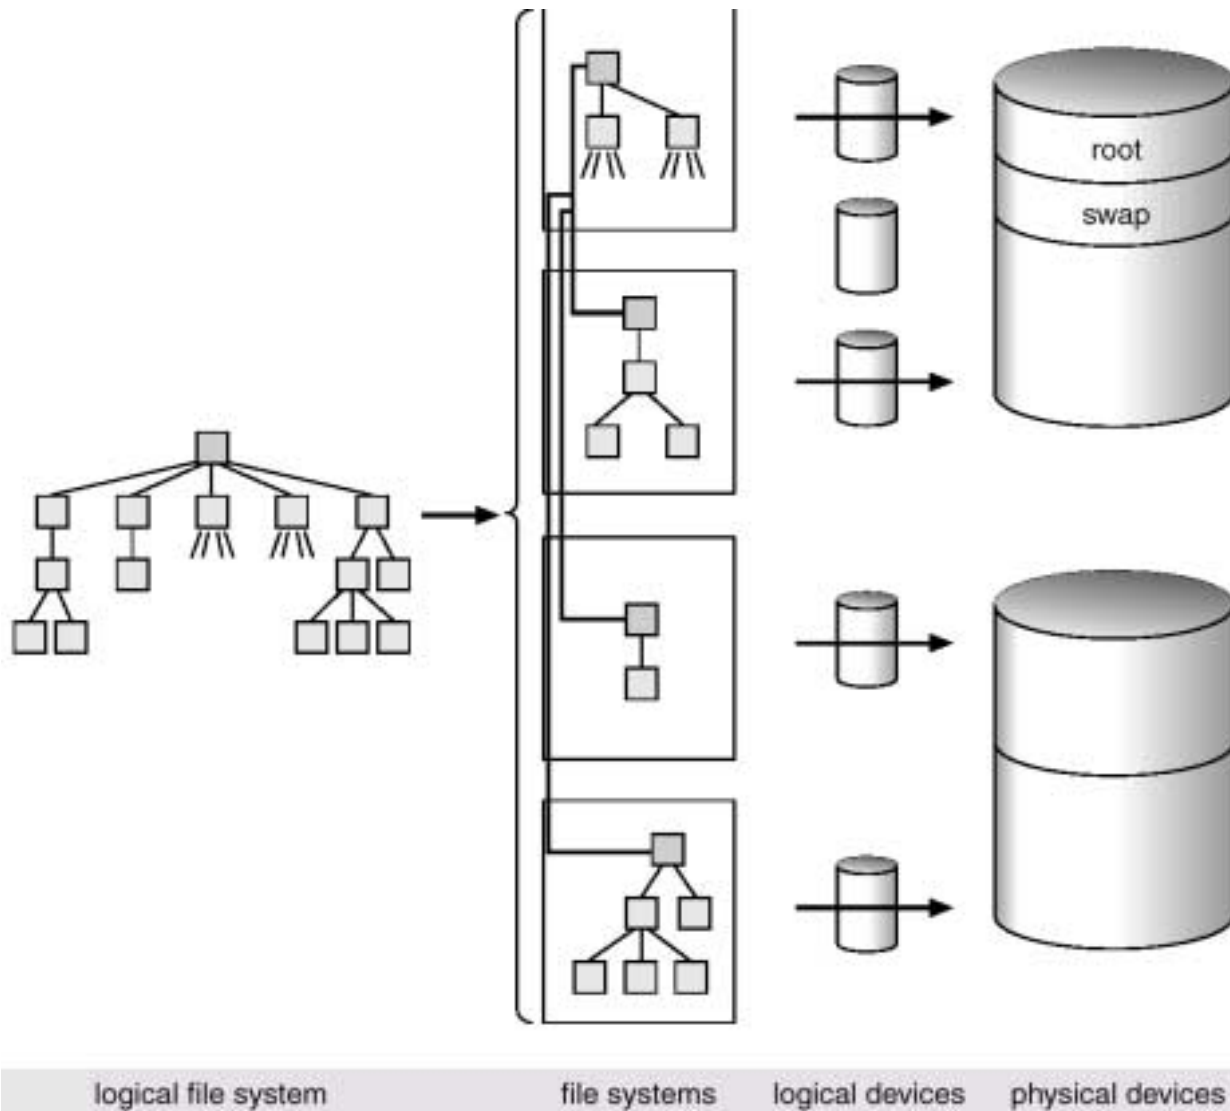 root
swap
logical file system
file systems
logical devices
physical devices